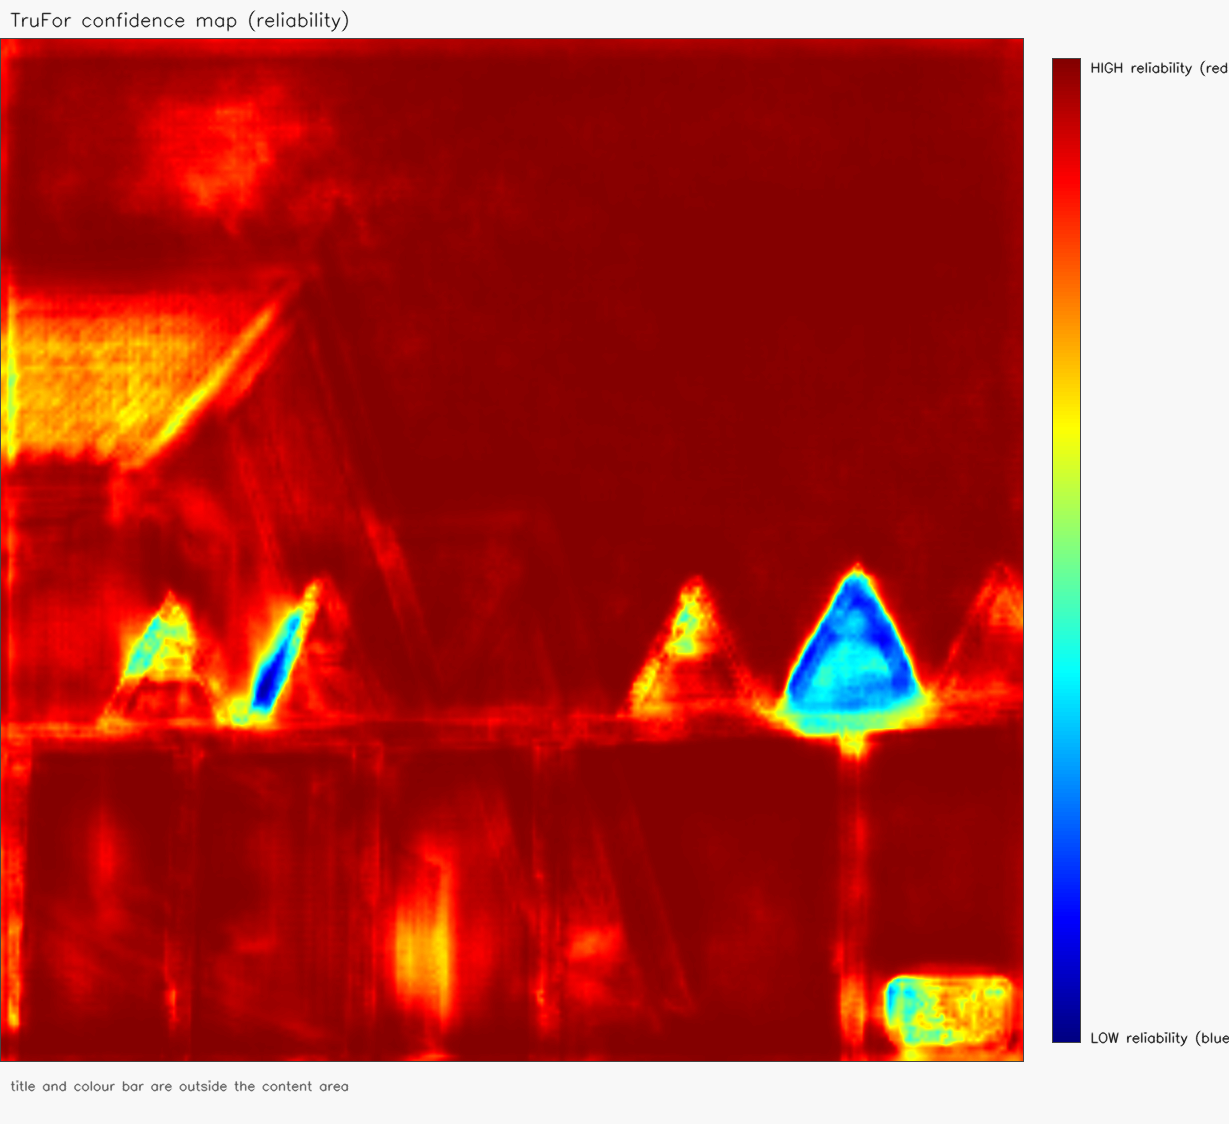 TruFor confidence map (reliability)
HIGH reliability (red
LOW reliability (blue
title and colour bar are outside the content area